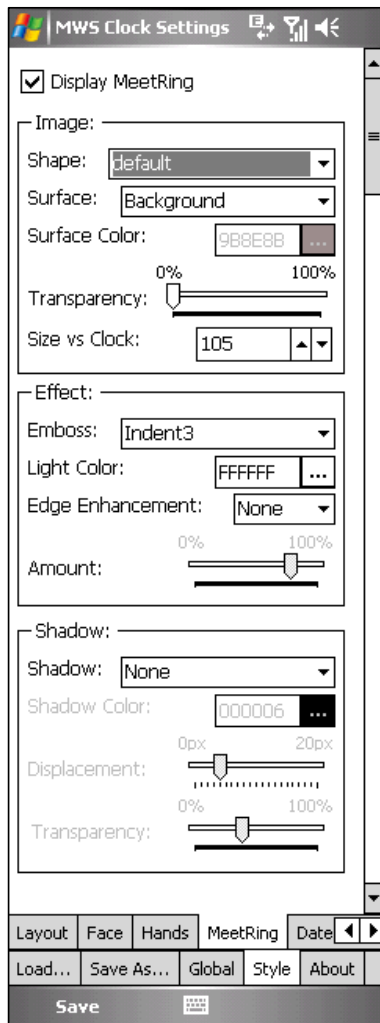 MWS Clock Settings
Display MeetRing
Image:
Shape: default
Surface: Background
Surface Color: 9B8E8B ...
0% 100%
Transparency:
Size vs Clock: 105
Effect:
Emboss: Indent3
Light Color: FFFFFF ...
Edge Enhancement: None
0% 100%
Amount:
Shadow:
Shadow: None
Shadow Color: 000006 ...
0px 20px
Displacement:
0% 100%
Transparency:
Layout Face Hands MeetRing Date
Load... Save As... Global Style About
Save